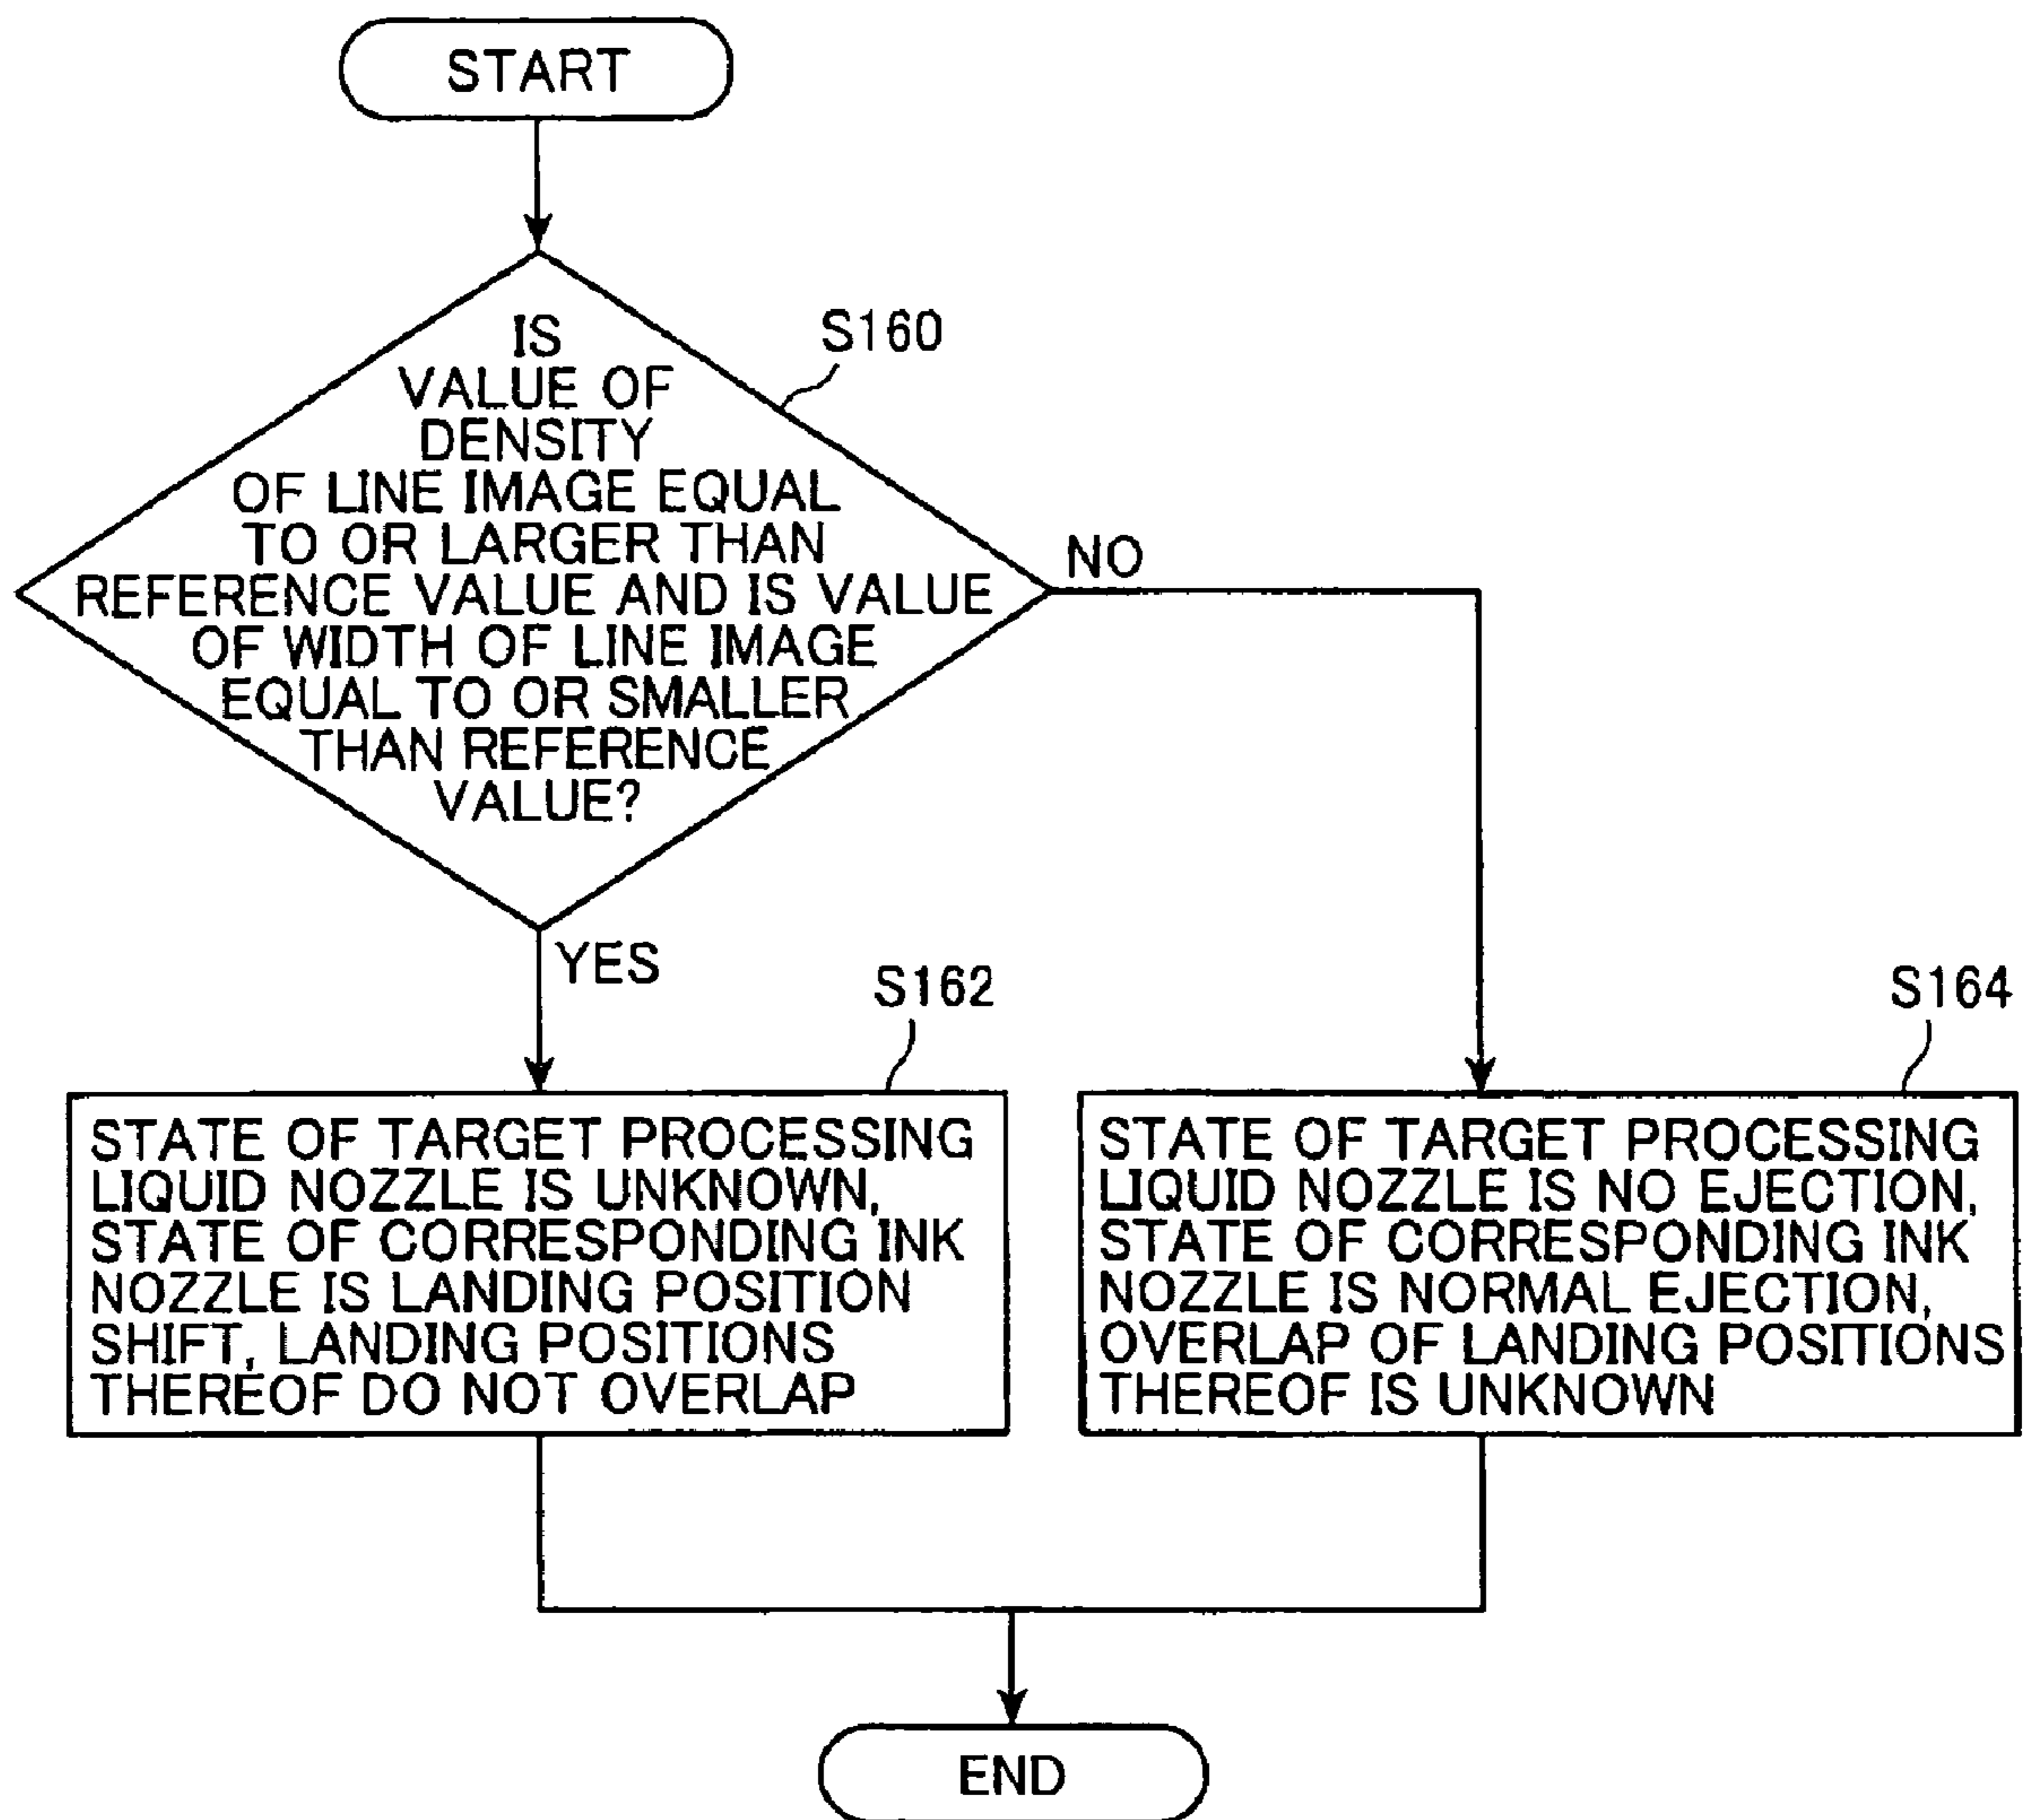 START
S160
IS
VALUE OF
DENSITY
OF LINE IMAGE EQUAL
TO OR LARGER THAN
REFERENCE VALUE AND IS VALUE
OF WIDTH OF LINE IMAGE
EQUAL TO OR SMALLER
THAN REFERENCE
VALUE?
NO
YES
S162
STATE OF TARGET PROCESSING
LIQUID NOZZLE IS UNKNOWN,
STATE OF CORRESPONDING INK
NOZZLE IS LANDING POSITION
SHIFT, LANDING POSITIONS
THEREOF DO NOT OVERLAP
S164
STATE OF TARGET PROCESSING
LIQUID NOZZLE IS NO EJECTION,
STATE OF CORRESPONDING INK
NOZZLE IS NORMAL EJECTION,
OVERLAP OF LANDING POSITIONS
THEREOF IS UNKNOWN
END